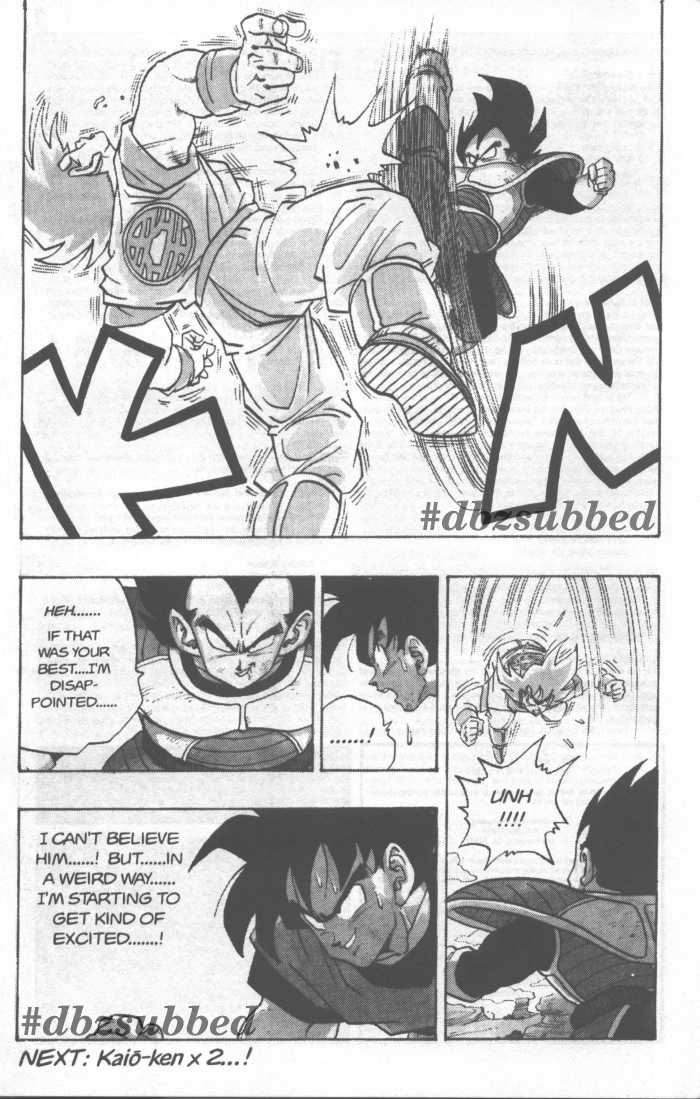 #dbzsubbed
UNH
!!!!
......!
HEH.......
IF THAT
WAS YOUR
BEST....I'M
DISAP-
POINTED......
I CAN'T BELIEVE
HIM......! BUT......IN
A WEIRD WAY......
I'M STARTING TO
GET KIND OF
EXCITED.......!
#dbzsubbed
NEXT: Kaiō-ken x 2...!